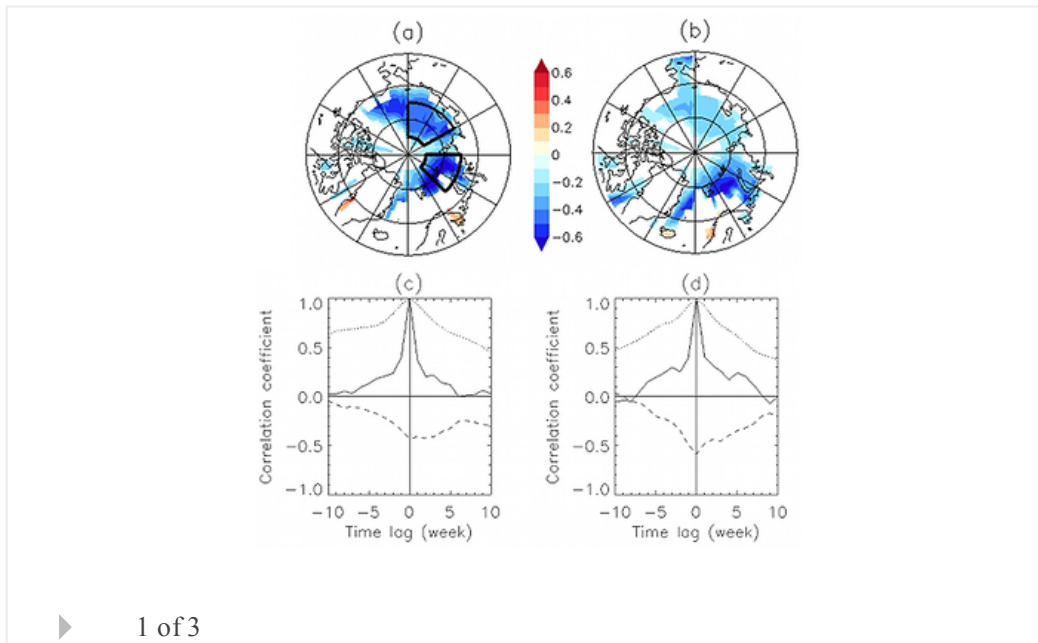 (a)
(b)
0.6
0.4
0.2
0
−0.2
−0.4
−0.6
(c)
(d)
Correlation coefficient
1.0
0.5
0.0
−0.5
−1.0
−10 −5 0 5 10
Time lag (week)
Correlation coefficient
1.0
0.5
0.0
−0.5
−1.0
−10 −5 0 5 10
Time lag (week)
1 of 3